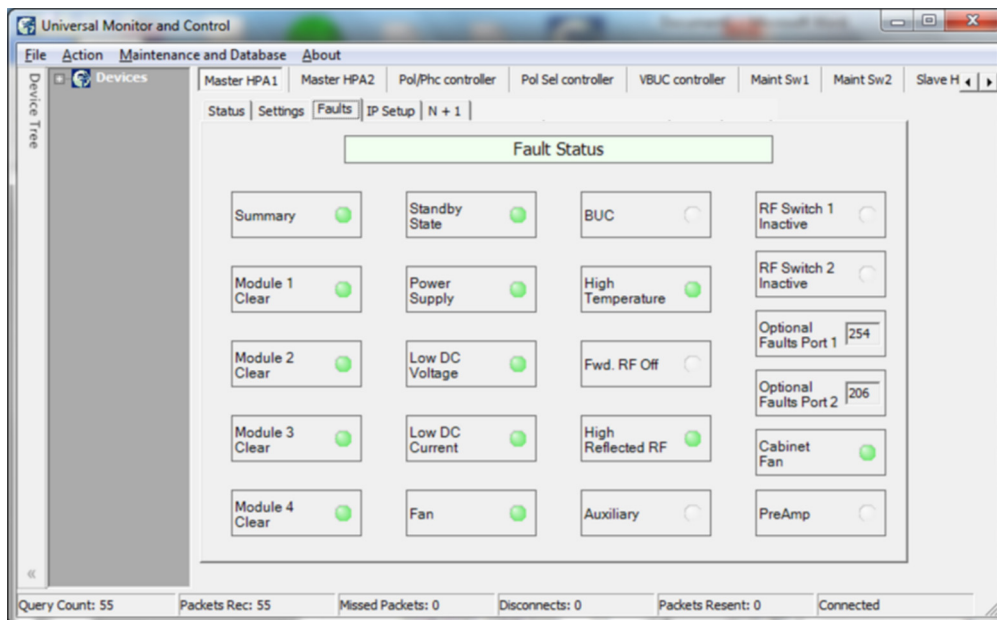 Universal Monitor and Control
File Action Maintenance and Database About
Device Tree
Devices
Master HPA1 Master HPA2 Pol/Phc controller Pol Sel controller VBUC controller Maint Sw1 Maint Sw2 Slave H
Status Settings Faults IP Setup N + 1
Fault Status
Summary
Standby
State
BUC
RF Switch 1
Inactive
Module 1
Clear
Power
Supply
High
Temperature
RF Switch 2
Inactive
Module 2
Clear
Low DC
Voltage
Fwd. RF Off
Optional
Faults Port 1 254
Optional
Faults Port 2 206
Module 3
Clear
Low DC
Current
High
Reflected RF
Cabinet
Fan
Module 4
Clear
Fan
Auxiliary
PreAmp
Query Count: 55 Packets Rec: 55 Missed Packets: 0 Disconnects: 0 Packets Resent: 0 Connected